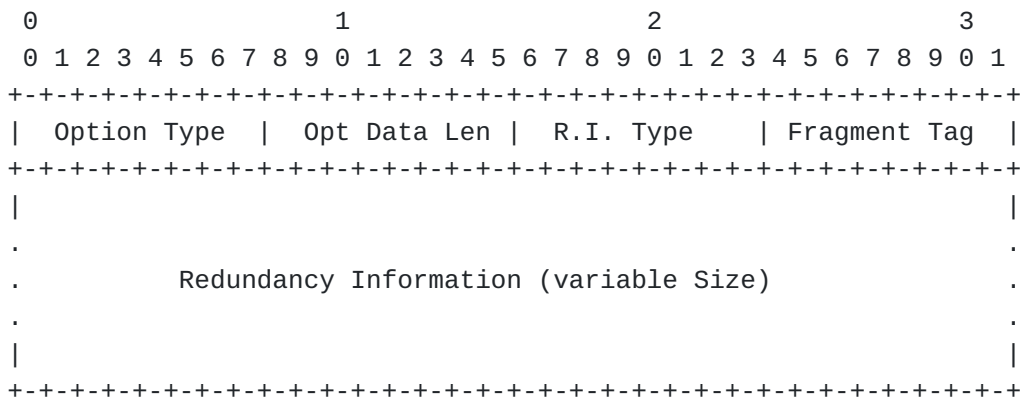 0                   1                   2                   3
 0 1 2 3 4 5 6 7 8 9 0 1 2 3 4 5 6 7 8 9 0 1 2 3 4 5 6 7 8 9 0 1
+-+-+-+-+-+-+-+-+-+-+-+-+-+-+-+-+-+-+-+-+-+-+-+-+-+-+-+-+-+-+-+-+
|  Option Type  |  Opt Data Len |  R.I. Type    | Fragment Tag  |
+-+-+-+-+-+-+-+-+-+-+-+-+-+-+-+-+-+-+-+-+-+-+-+-+-+-+-+-+-+-+-+-+
|                                                               |
.                                                               .
.          Redundancy Information (variable Size)               .
.                                                               .
|                                                               |
+-+-+-+-+-+-+-+-+-+-+-+-+-+-+-+-+-+-+-+-+-+-+-+-+-+-+-+-+-+-+-+-+